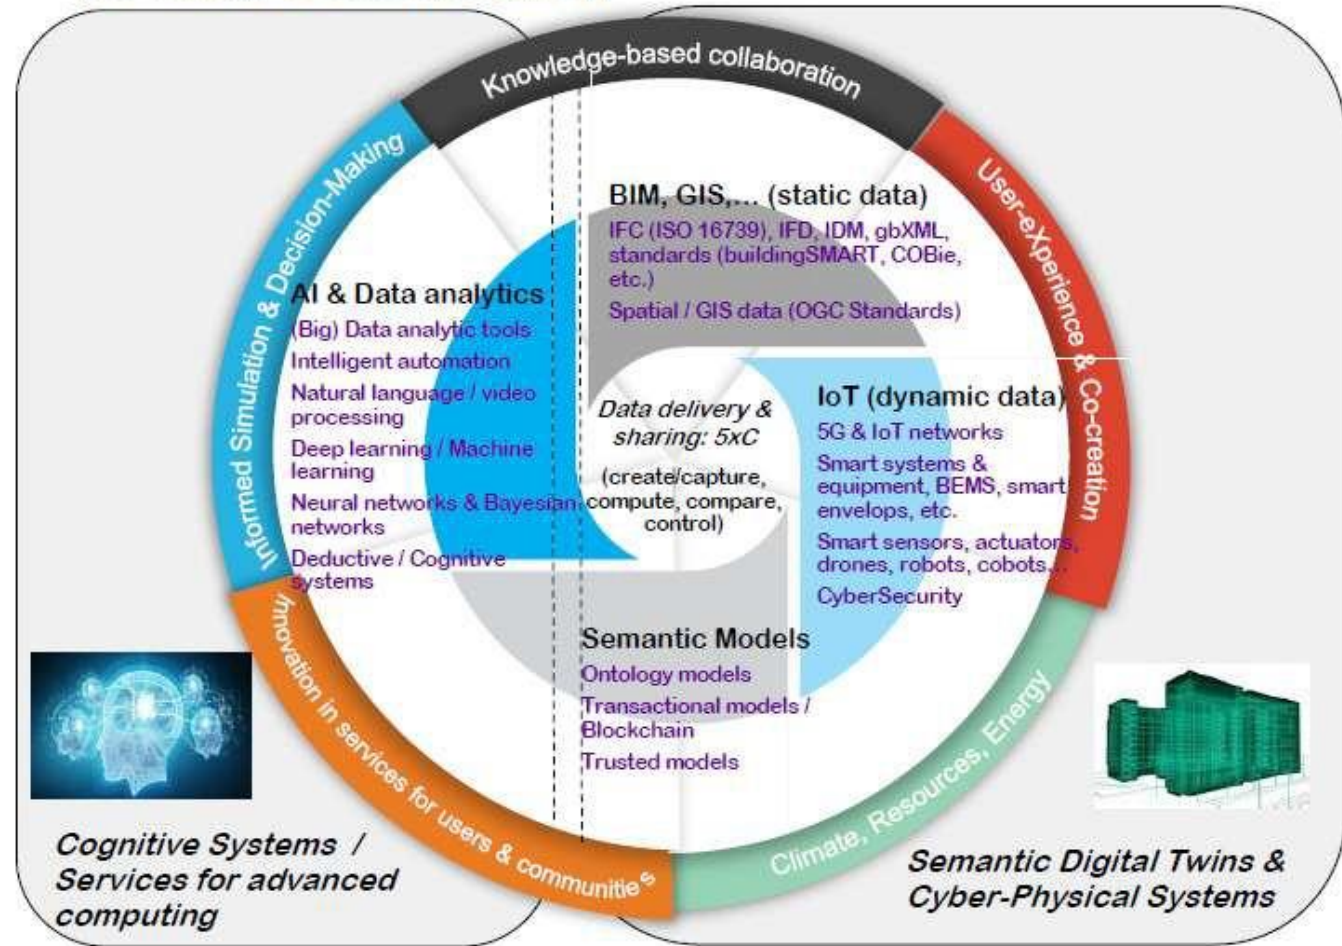 Knowledge-based collaboration
Informed Simulation & Decision-Making
User-eXperience & Co-creation
BIM, GIS,... (static data)
IFC (ISO 16739), IFD, IDM, gbXML,
standards (buildingSMART, COBie,
etc.)
Spatial / GIS data (OGC Standards)
AI & Data analytics
(Big) Data analytic tools
Intelligent automation
Natural language / video
processing
Deep learning / Machine
learning
Neural networks & Bayesian
networks
Deductive / Cognitive
systems
Data delivery &
sharing: 5xC
(create/capture,
compute, compare,
control)
IoT (dynamic data)
5G & IoT networks
Smart systems &
equipment, BEMS, smart
envelops, etc.
Smart sensors, actuators,
drones, robots, cobots,..
CyberSecurity
Semantic Models
Ontology models
Transactional models /
Blockchain
Trusted models
Innovation in services for users & communities
Climate, Resources, Energy
Cognitive Systems /
Services for advanced
computing
Semantic Digital Twins &
Cyber-Physical Systems